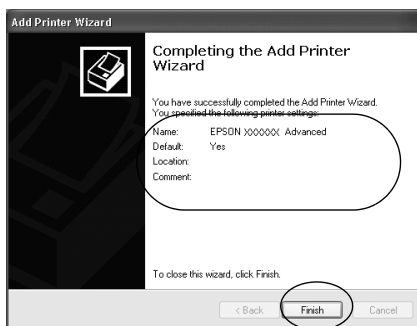 Add Printer Wizard
Completing the Add Printer
Wizard
You have successfully completed the Add Printer Wizard.
You specified the following printer settings:
Name: EPSON XXXXXX Advanced
Default: Yes
Location:
Comment:
To close this wizard, click Finish.
< Back Finish Cancel